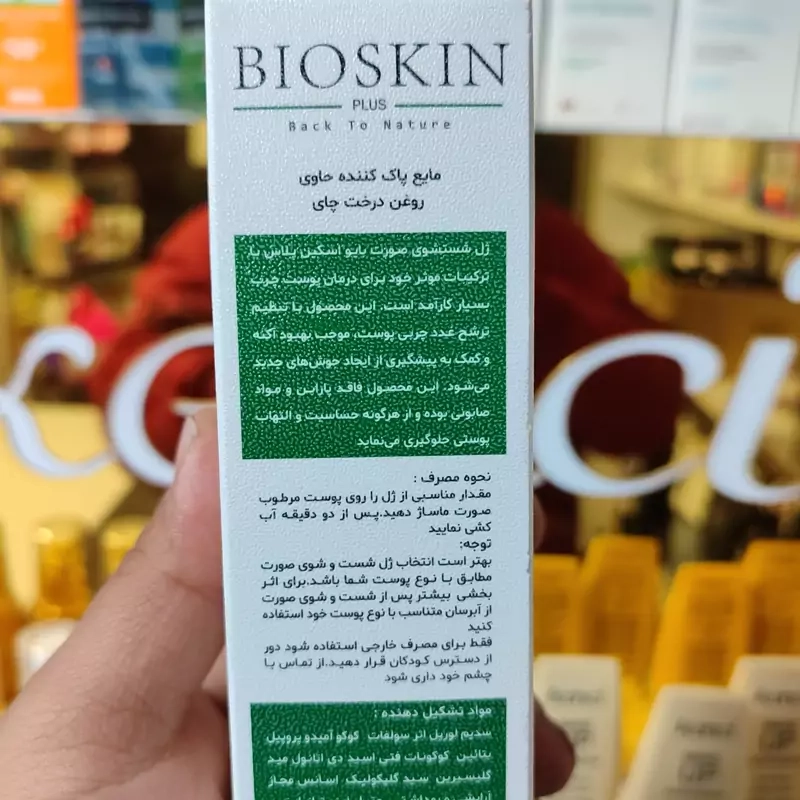 BIOSKIN
PLUS
Back To Nature
مایع پاک کننده حاوی
روغن درخت چای
ژل شستشوی صورت بایو اسکین پلاس با
ترکیبات موثر خود برای درمان پوست چرب
بسیار کارآمد است. این محصول با تنظیم
ترشح غدد چربی پوست، موجب بهبود آکنه
و کمک به پیشگیری از ایجاد جوش‌های جدید
می‌شود. این محصول فاقد پارابن و مواد
صابونی بوده و از هرگونه حساسیت و التهاب
پوستی جلوگیری می‌نماید
نحوه مصرف :
مقدار مناسبی از ژل را روی پوست مرطوب
صورت ماساژ دهید.پس از دو دقیقه آب
کشی نمایید
توجه:
بهتر است انتخاب ژل شست و شوی صورت
مطابق با نوع پوست شما باشد.برای اثر
بخشی بیشتر پس از شست و شوی صورت
از آبرسان متناسب با نوع پوست خود استفاده
کنید
فقط برای مصرف خارجی استفاده شود دور
از دسترس کودکان قرار دهید.از تماس با
چشم خود داری شود
مواد تشکیل دهنده :
سدیم لوریل اتر سولفات کوکو آمیدو پروپیل
بتائین کوکونات فتی اسید دی اتانول مید
گلیسیرین سید گلیکولیک اسانس مجاز
آرایشی و بهداشتی